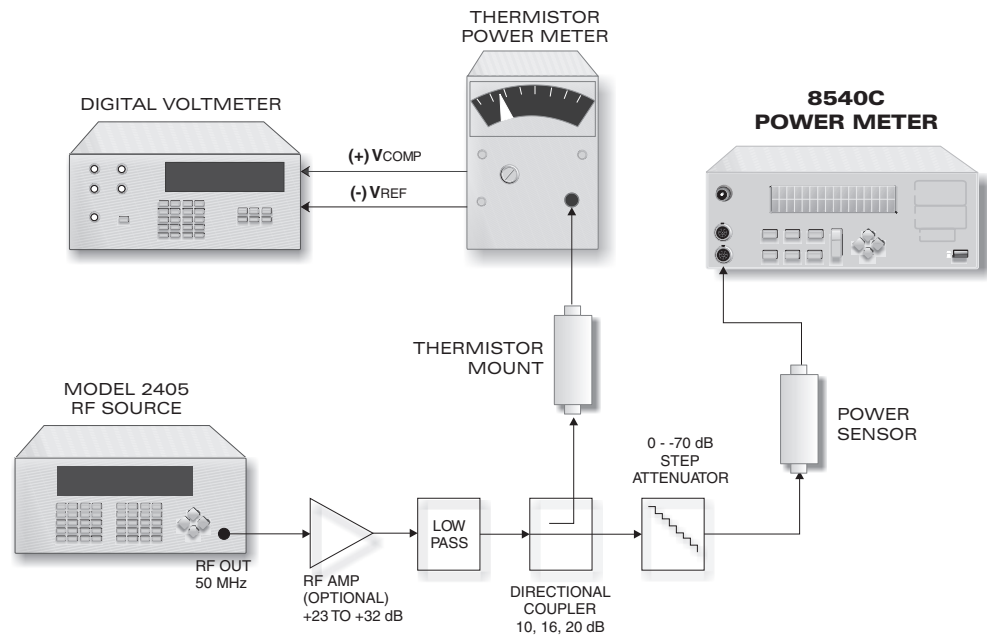 THERMISTOR
POWER METER
DIGITAL VOLTMETER
8540C
POWER METER
(+) VCOMP
(-) VREF
THERMISTOR
MOUNT
MODEL 2405
RF SOURCE
POWER
SENSOR
0 - -70 dB
STEP
ATTENUATOR
LOW
PASS
RF OUT
50 MHz
RF AMP
(OPTIONAL)
+23 TO +32 dB
DIRECTIONAL
COUPLER
10, 16, 20 dB